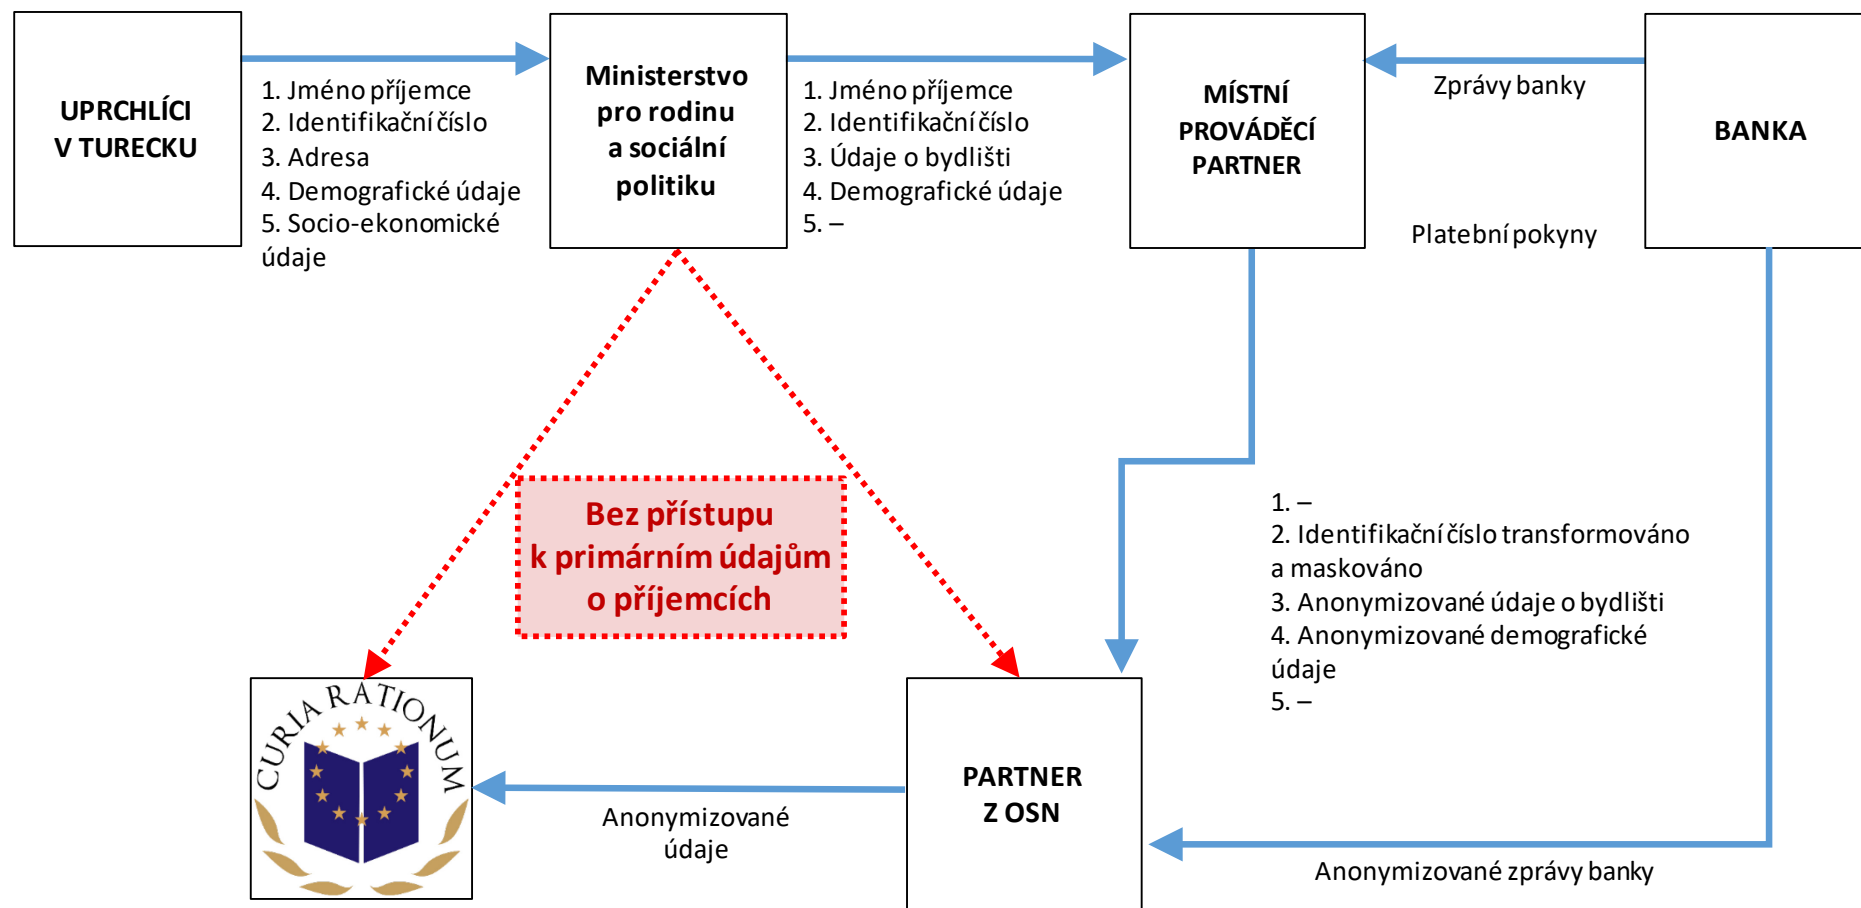 UPRCHLÍCI
V TURECKU
1. Jméno příjemce
2. Identifikační číslo
3. Adresa
4. Demografické údaje
5. Socio-ekonomické
údaje
Ministerstvo
pro rodinu
a sociální
politiku
1. Jméno příjemce
2. Identifikační číslo
3. Údaje o bydlišti
4. Demografické údaje
5. –
MÍSTNÍ
PROVÁDĚCÍ
PARTNER
Zprávy banky
Platební pokyny
BANKA
Bez přístupu
k primárním údajům
o příjemcích
1. –
2. Identifikační číslo transformováno
a maskováno
3. Anonymizované údaje o bydlišti
4. Anonymizované demografické
údaje
5. –
CURIA RATIONUM
Anonymizované
údaje
PARTNER
Z OSN
Anonymizované zprávy banky